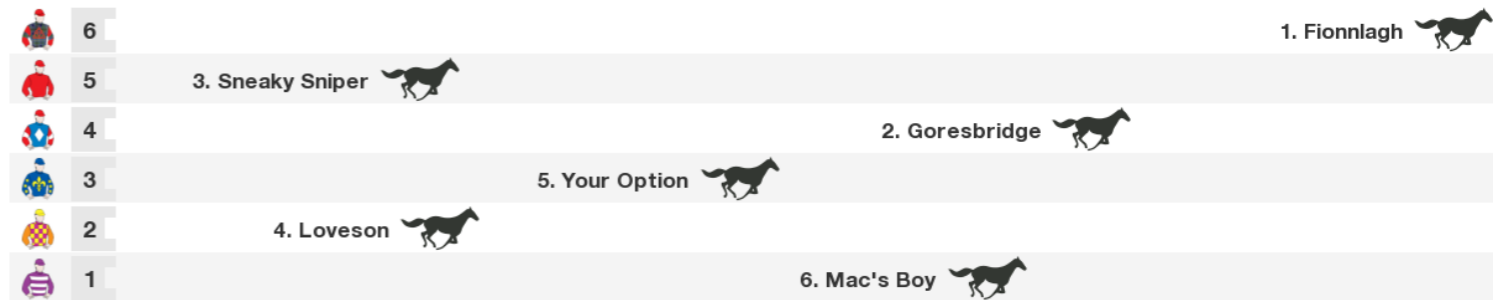 6 1. Fionnlagh
5 3. Sneaky Sniper
4 2. Goresbridge
3 5. Your Option
2 4. Loveson
1 6. Mac's Boy